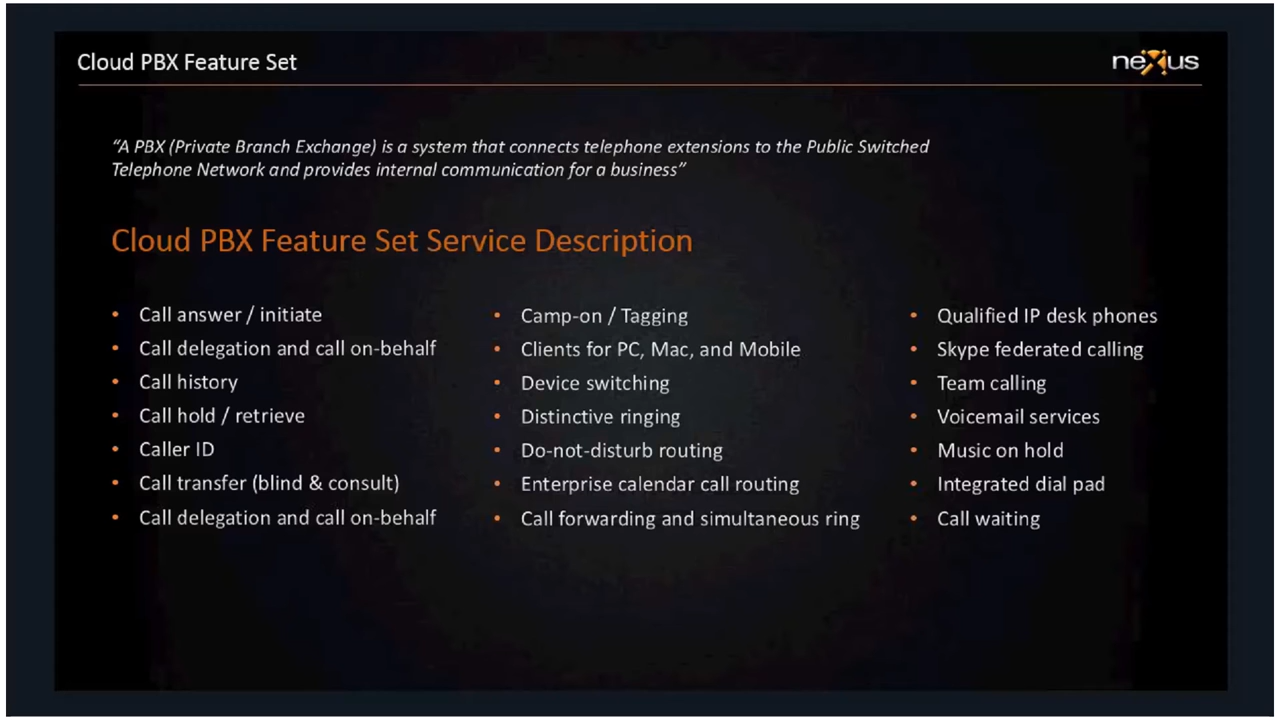 Cloud PBX Feature Set
nexus
“A PBX (Private Branch Exchange) is a system that connects telephone extensions to the Public Switched
Telephone Network and provides internal communication for a business”
Cloud PBX Feature Set Service Description
• Call answer / initiate
• Call delegation and call on-behalf
• Call history
• Call hold / retrieve
• Caller ID
• Call transfer (blind & consult)
• Call delegation and call on-behalf
• Camp-on / Tagging
• Clients for PC, Mac, and Mobile
• Device switching
• Distinctive ringing
• Do-not-disturb routing
• Enterprise calendar call routing
• Call forwarding and simultaneous ring
• Qualified IP desk phones
• Skype federated calling
• Team calling
• Voicemail services
• Music on hold
• Integrated dial pad
• Call waiting